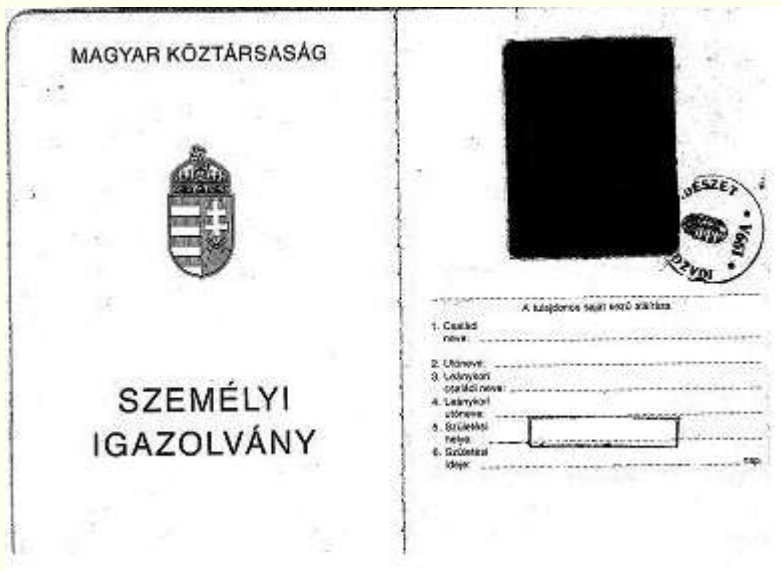 MAGYAR KÖZTÁRSASÁG
SZEMÉLYI
IGAZOLVÁNY
A tulajdonos saját kezű aláírása
1. Családi
neve:
2. Utóneve:
3. Leánykori
családi neve:
4. Leánykori
utóneve:
5. Születési
helye:
6. Születési
ideje: nap